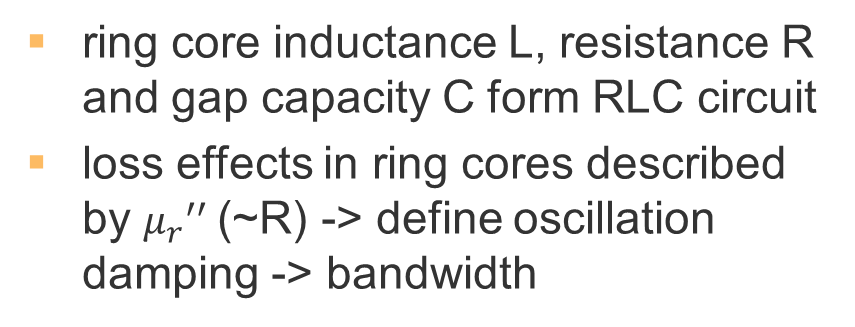 ▪ ring core inductance L, resistance R
and gap capacity C form RLC circuit
▪ loss effects in ring cores described
by μᵣ′′ (~R) -> define oscillation
damping -> bandwidth